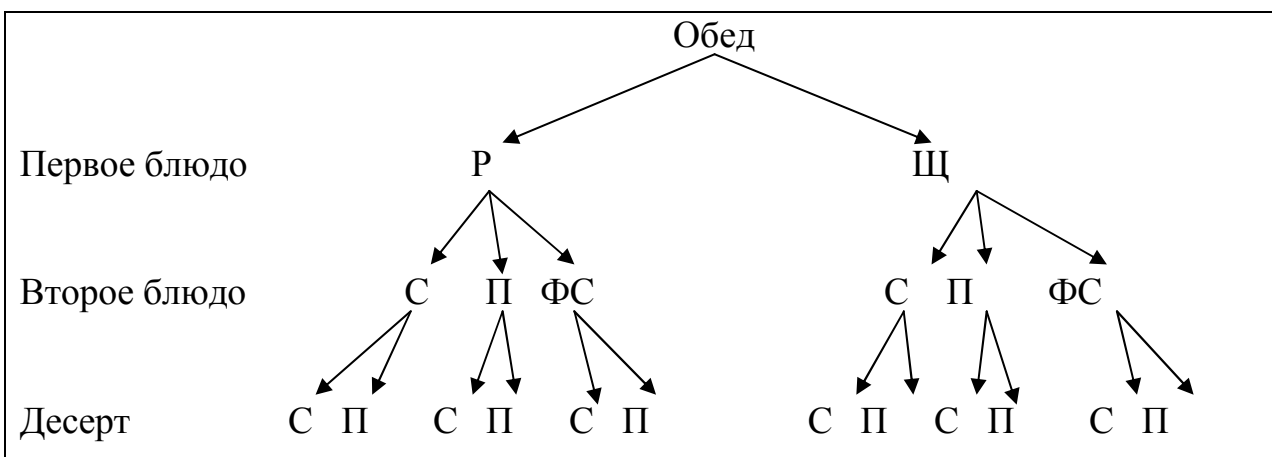 Обед
Первое блюдо Р Щ
Второе блюдо С П ФС С П ФС
Десерт С П С П С П С П С П С П